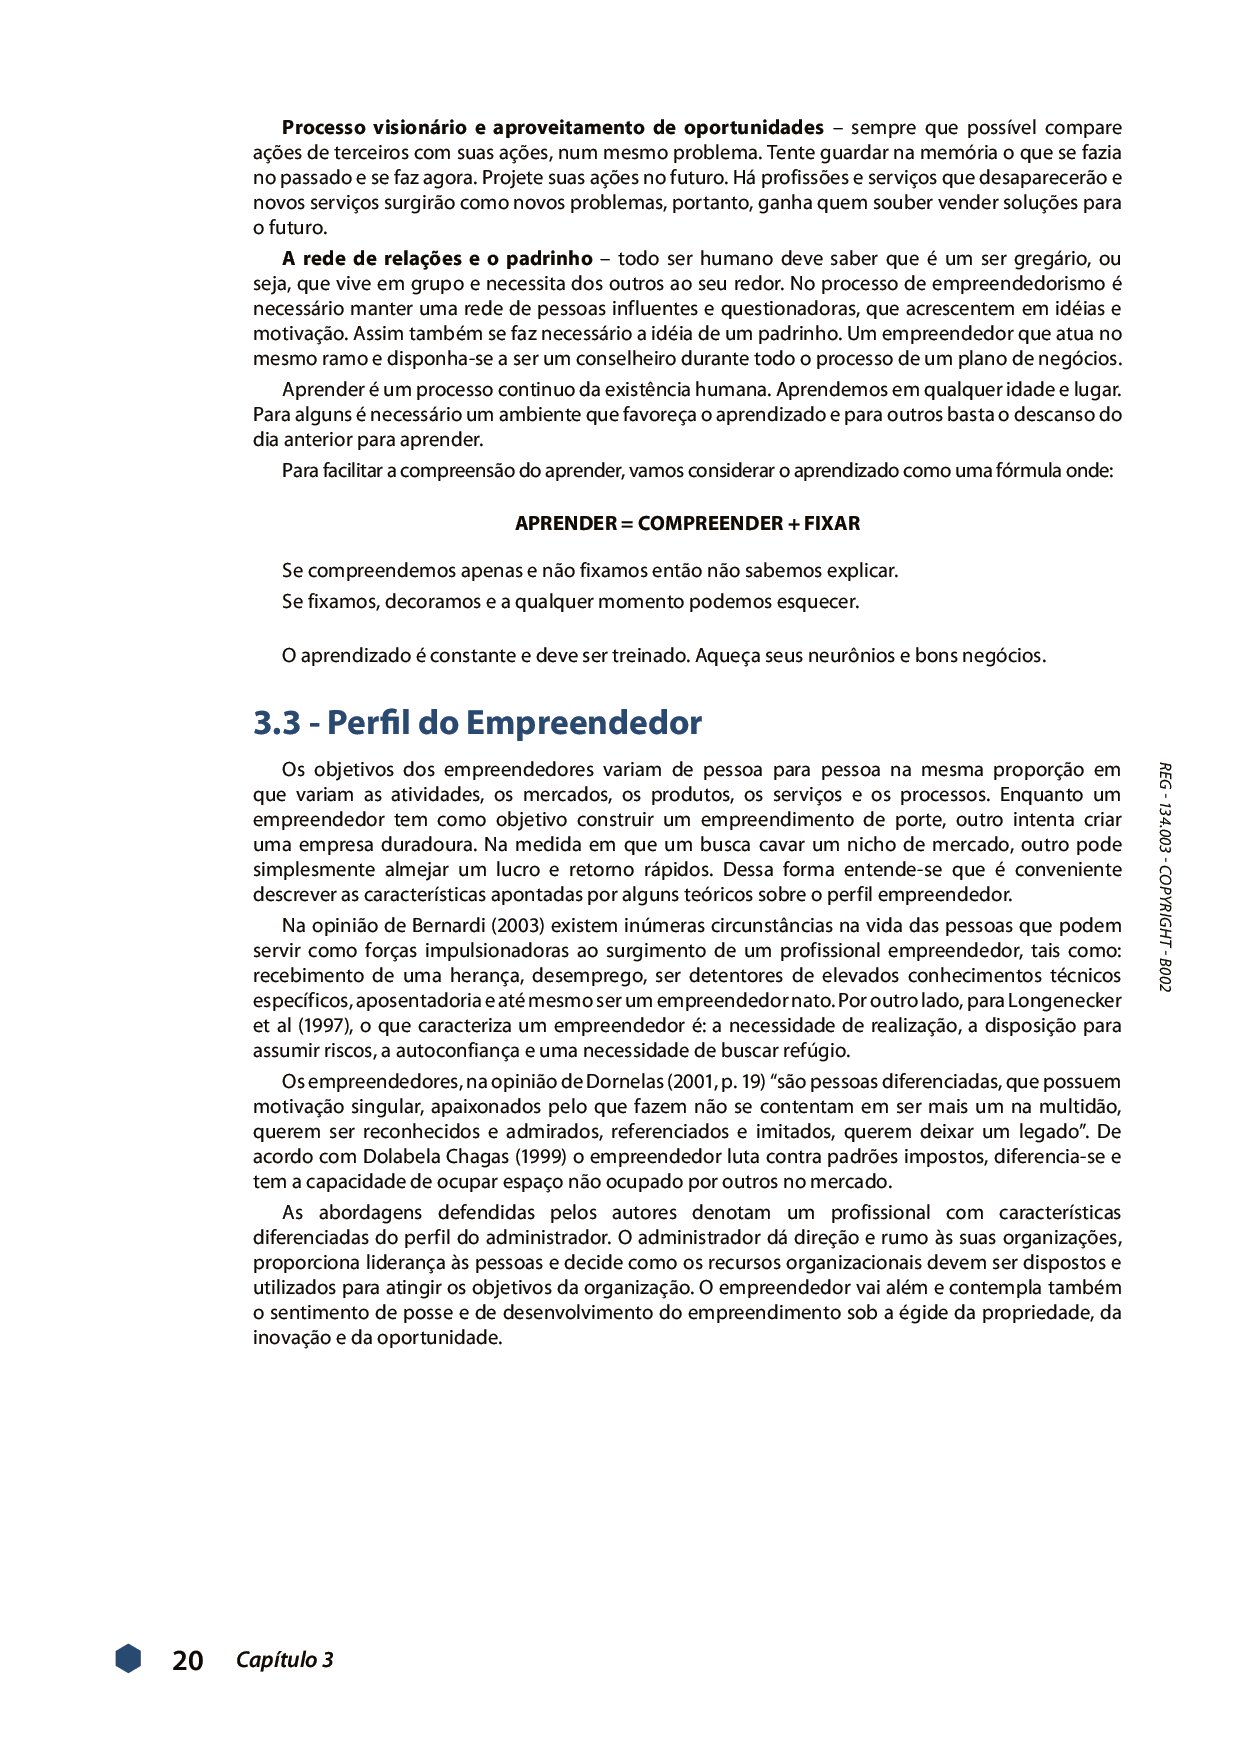 Processo visionário e aproveitamento de oportunidades – sempre que possível compare
ações de terceiros com suas ações, num mesmo problema. Tente guardar na memória o que se fazia
no passado e se faz agora. Projete suas ações no futuro. Há profissões e serviços que desaparecerão e
novos serviços surgirão como novos problemas, portanto, ganha quem souber vender soluções para
o futuro.
A rede de relações e o padrinho – todo ser humano deve saber que é um ser gregário, ou
seja, que vive em grupo e necessita dos outros ao seu redor. No processo de empreendedorismo é
necessário manter uma rede de pessoas influentes e questionadoras, que acrescentem em idéias e
motivação. Assim também se faz necessário a idéia de um padrinho. Um empreendedor que atua no
mesmo ramo e disponha-se a ser um conselheiro durante todo o processo de um plano de negócios.
Aprender é um processo continuo da existência humana. Aprendemos em qualquer idade e lugar.
Para alguns é necessário um ambiente que favoreça o aprendizado e para outros basta o descanso do
dia anterior para aprender.
Para facilitar a compreensão do aprender, vamos considerar o aprendizado como uma fórmula onde:
APRENDER = COMPREENDER + FIXAR
Se compreendemos apenas e não fixamos então não sabemos explicar.
Se fixamos, decoramos e a qualquer momento podemos esquecer.
O aprendizado é constante e deve ser treinado. Aqueça seus neurônios e bons negócios.
3.3 - Perfil do Empreendedor
Os objetivos dos empreendedores variam de pessoa para pessoa na mesma proporção em
que variam as atividades, os mercados, os produtos, os serviços e os processos. Enquanto um
empreendedor tem como objetivo construir um empreendimento de porte, outro intenta criar
uma empresa duradoura. Na medida em que um busca cavar um nicho de mercado, outro pode
simplesmente almejar um lucro e retorno rápidos. Dessa forma entende-se que é conveniente
descrever as características apontadas por alguns teóricos sobre o perfil empreendedor.
Na opinião de Bernardi (2003) existem inúmeras circunstâncias na vida das pessoas que podem
servir como forças impulsionadoras ao surgimento de um profissional empreendedor, tais como:
recebimento de uma herança, desemprego, ser detentores de elevados conhecimentos técnicos
específicos, aposentadoria e até mesmo ser um empreendedor nato. Por outro lado, para Longenecker
et al (1997), o que caracteriza um empreendedor é: a necessidade de realização, a disposição para
assumir riscos, a autoconfiança e uma necessidade de buscar refúgio.
Os empreendedores, na opinião de Dornelas (2001, p. 19) “são pessoas diferenciadas, que possuem
motivação singular, apaixonados pelo que fazem não se contentam em ser mais um na multidão,
querem ser reconhecidos e admirados, referenciados e imitados, querem deixar um legado”. De
acordo com Dolabela Chagas (1999) o empreendedor luta contra padrões impostos, diferencia-se e
tem a capacidade de ocupar espaço não ocupado por outros no mercado.
As abordagens defendidas pelos autores denotam um profissional com características
diferenciadas do perfil do administrador. O administrador dá direção e rumo às suas organizações,
proporciona liderança às pessoas e decide como os recursos organizacionais devem ser dispostos e
utilizados para atingir os objetivos da organização. O empreendedor vai além e contempla também
o sentimento de posse e de desenvolvimento do empreendimento sob a égide da propriedade, da
inovação e da oportunidade.
REG - 134.003 - COPYRIGHT - B002
20 Capítulo 3